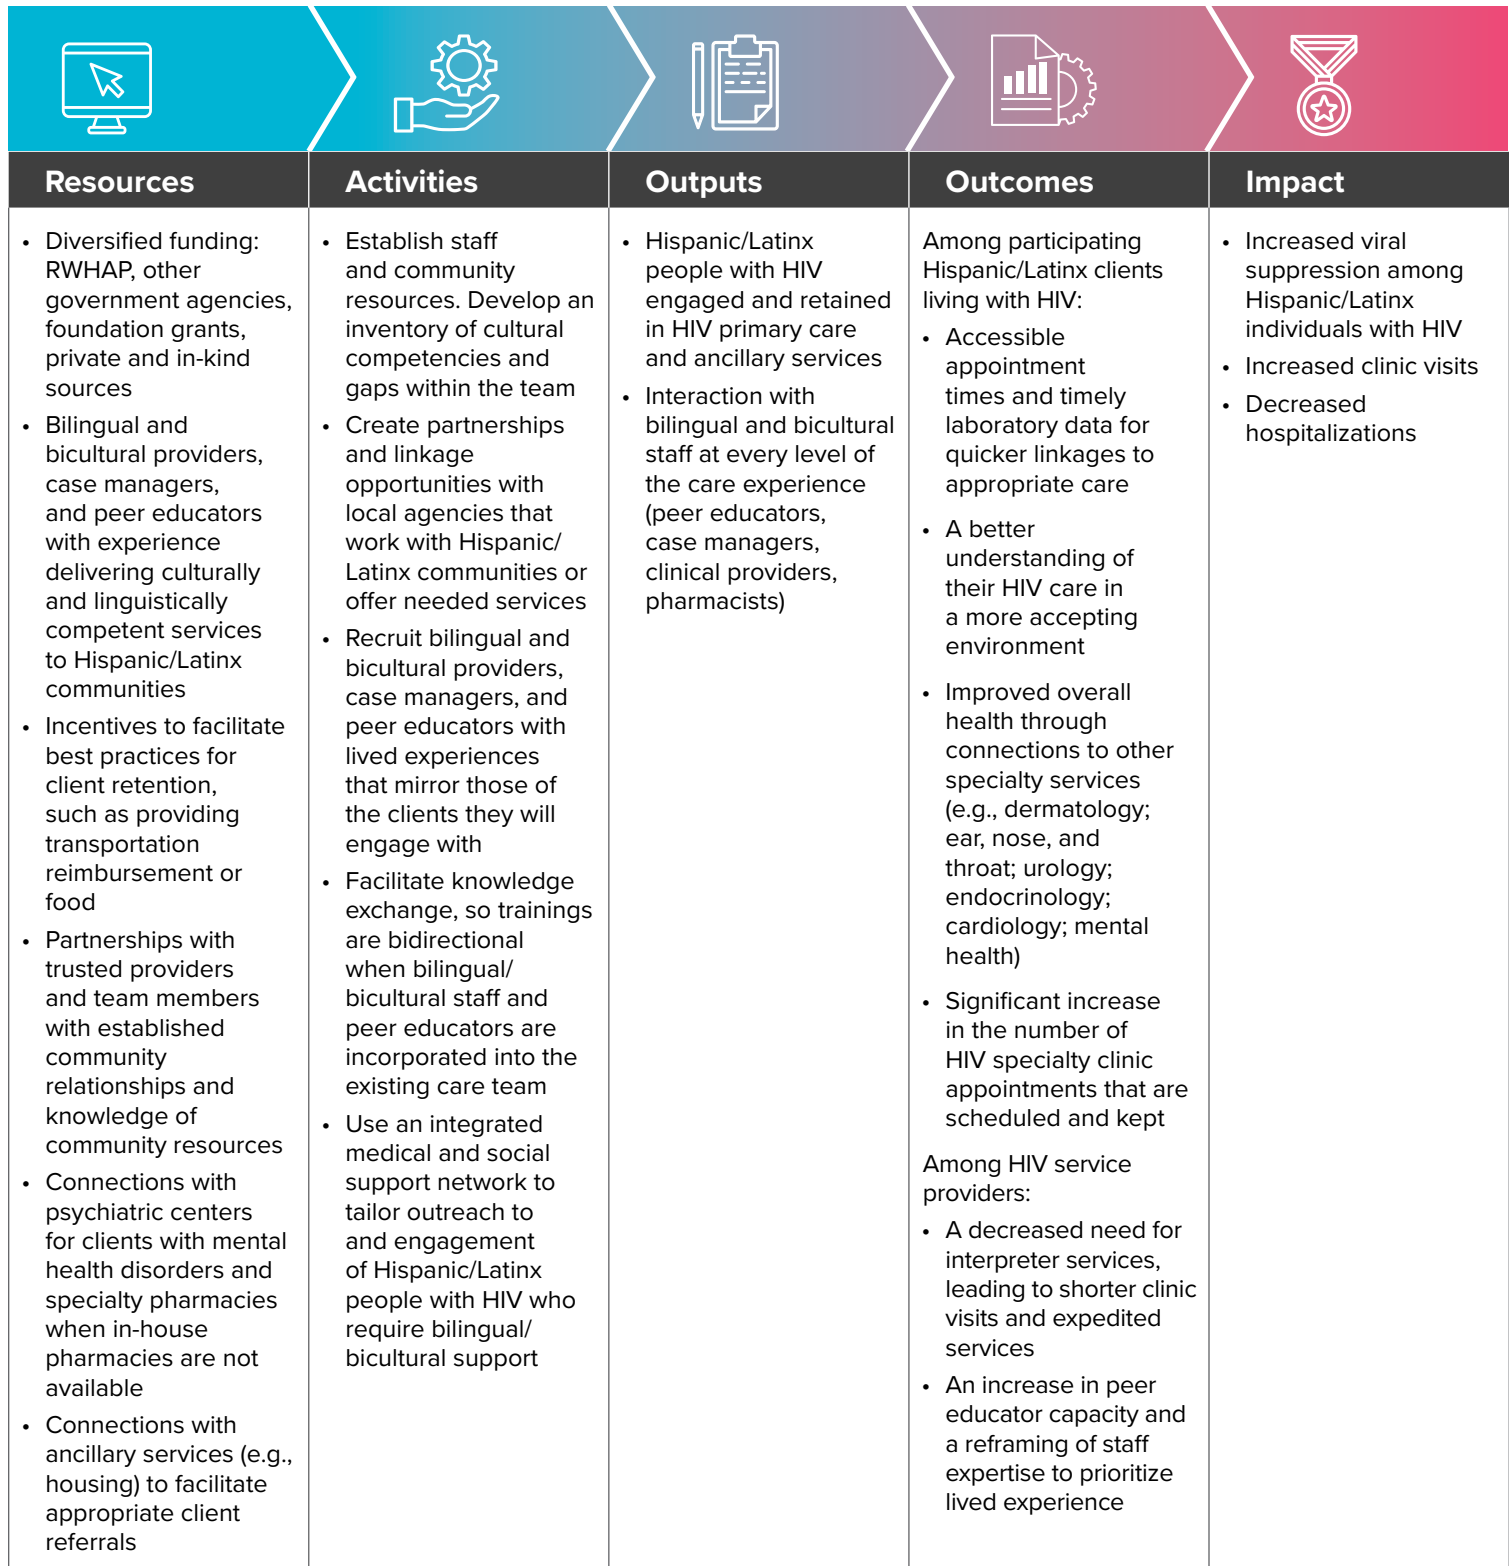 Resources
Activities
Outputs
Outcomes
Impact
• Diversified funding:
RWHAP, other
government agencies,
foundation grants,
private and in-kind
sources
• Bilingual and
bicultural providers,
case managers,
and peer educators
with experience
delivering culturally
and linguistically
competent services
to Hispanic/Latinx
communities
• Incentives to facilitate
best practices for
client retention,
such as providing
transportation
reimbursement or
food
• Partnerships with
trusted providers
and team members
with established
community
relationships and
knowledge of
community resources
• Connections with
psychiatric centers
for clients with mental
health disorders and
specialty pharmacies
when in-house
pharmacies are not
available
• Connections with
ancillary services (e.g.,
housing) to facilitate
appropriate client
referrals
• Establish staff
and community
resources. Develop an
inventory of cultural
competencies and
gaps within the team
• Create partnerships
and linkage
opportunities with
local agencies that
work with Hispanic/
Latinx communities or
offer needed services
• Recruit bilingual and
bicultural providers,
case managers, and
peer educators with
lived experiences
that mirror those of
the clients they will
engage with
• Facilitate knowledge
exchange, so trainings
are bidirectional
when bilingual/
bicultural staff and
peer educators are
incorporated into the
existing care team
• Use an integrated
medical and social
support network to
tailor outreach to
and engagement
of Hispanic/Latinx
people with HIV who
require bilingual/
bicultural support
• Hispanic/Latinx
people with HIV
engaged and retained
in HIV primary care
and ancillary services
• Interaction with
bilingual and bicultural
staff at every level of
the care experience
(peer educators,
case managers,
clinical providers,
pharmacists)
Among participating
Hispanic/Latinx clients
living with HIV:
• Accessible
appointment
times and timely
laboratory data for
quicker linkages to
appropriate care
• A better
understanding of
their HIV care in
a more accepting
environment
• Improved overall
health through
connections to other
specialty services
(e.g., dermatology;
ear, nose, and
throat; urology;
endocrinology;
cardiology; mental
health)
• Significant increase
in the number of
HIV specialty clinic
appointments that are
scheduled and kept
Among HIV service
providers:
• A decreased need for
interpreter services,
leading to shorter clinic
visits and expedited
services
• An increase in peer
educator capacity and
a reframing of staff
expertise to prioritize
lived experience
• Increased viral
suppression among
Hispanic/Latinx
individuals with HIV
• Increased clinic visits
• Decreased
hospitalizations